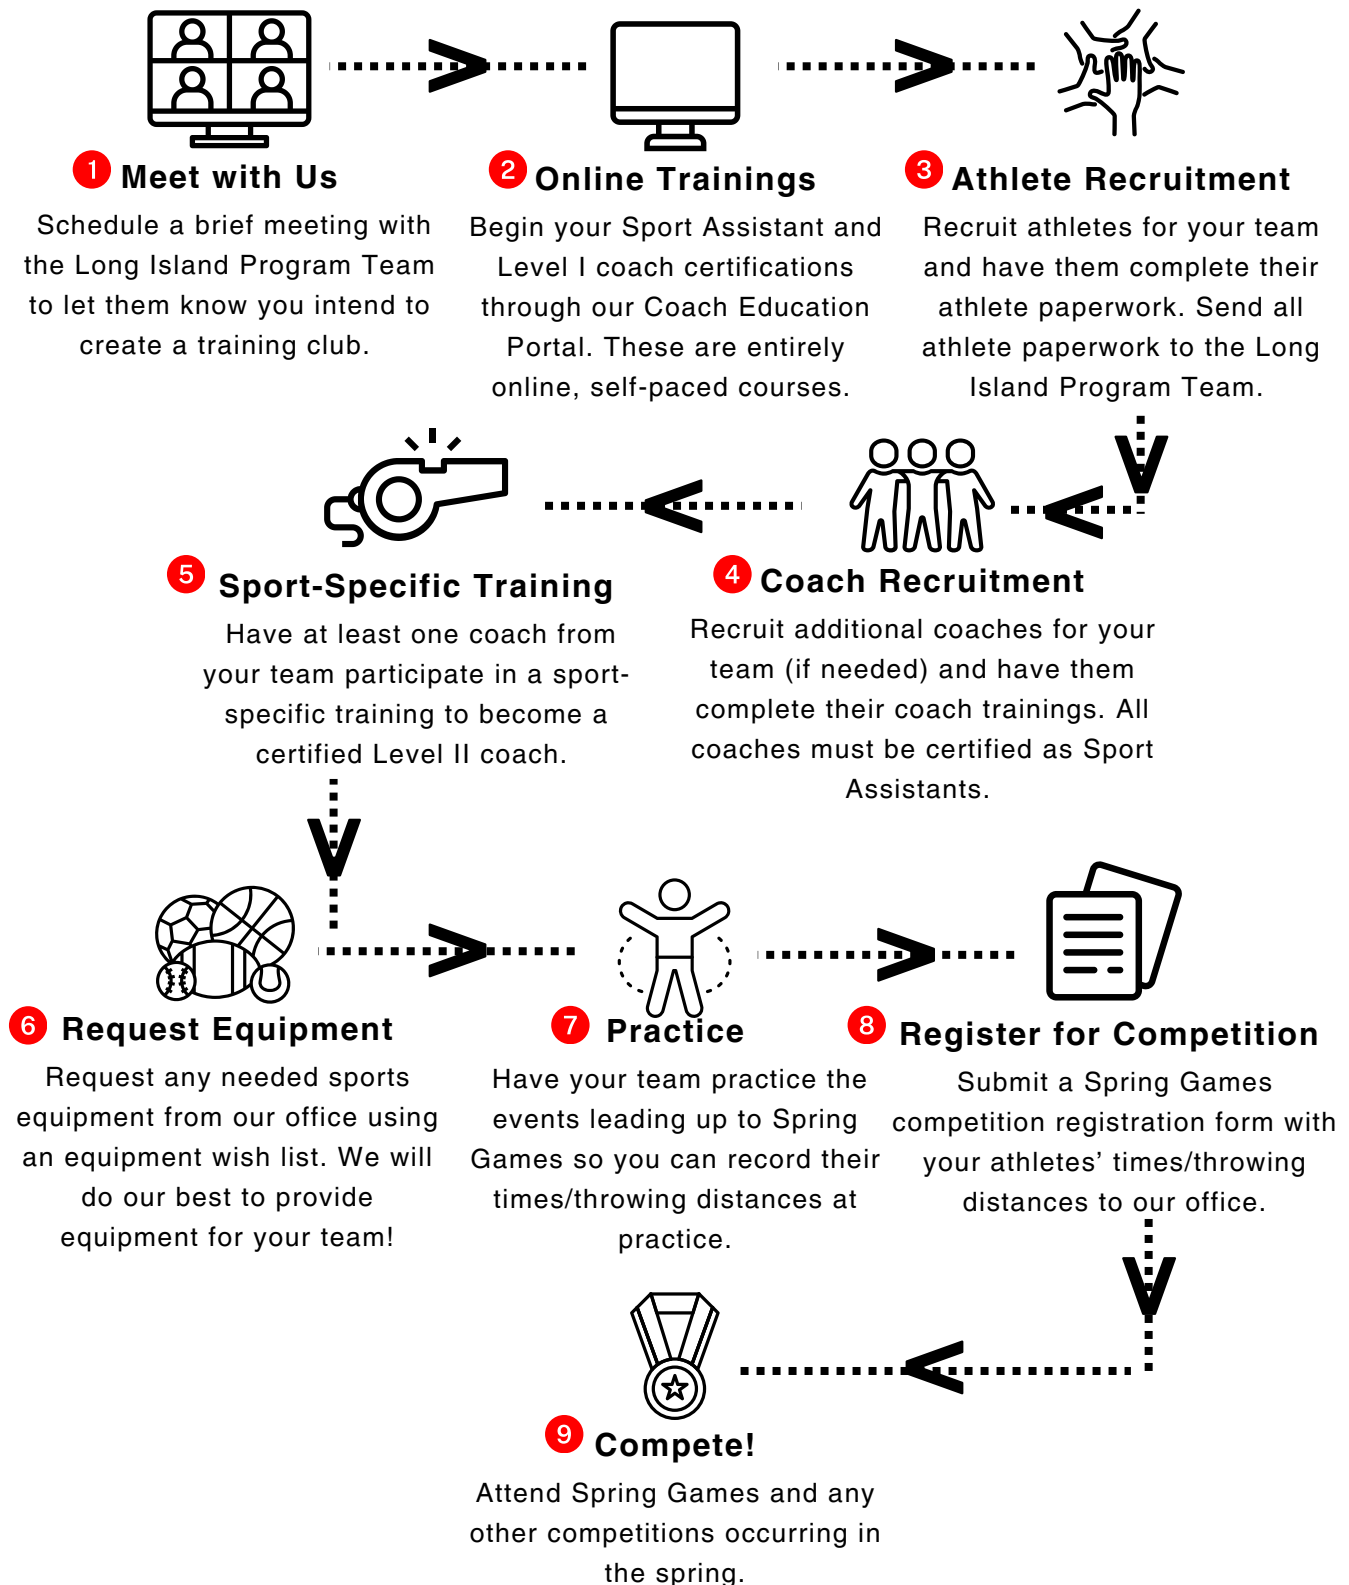 1 Meet with Us
Schedule a brief meeting with
the Long Island Program Team
to let them know you intend to
create a training club.
2 Online Trainings
Begin your Sport Assistant and
Level I coach certifications
through our Coach Education
Portal. These are entirely
online, self-paced courses.
3 Athlete Recruitment
Recruit athletes for your team
and have them complete their
athlete paperwork. Send all
athlete paperwork to the Long
Island Program Team.
4 Coach Recruitment
Recruit additional coaches for your
team (if needed) and have them
complete their coach trainings. All
coaches must be certified as Sport
Assistants.
5 Sport-Specific Training
Have at least one coach from
your team participate in a sport-
specific training to become a
certified Level II coach.
6 Request Equipment
Request any needed sports
equipment from our office using
an equipment wish list. We will
do our best to provide
equipment for your team!
7 Practice
Have your team practice the
events leading up to Spring
Games so you can record their
times/throwing distances at
practice.
8 Register for Competition
Submit a Spring Games
competition registration form with
your athletes’ times/throwing
distances to our office.
9 Compete!
Attend Spring Games and any
other competitions occurring in
the spring.